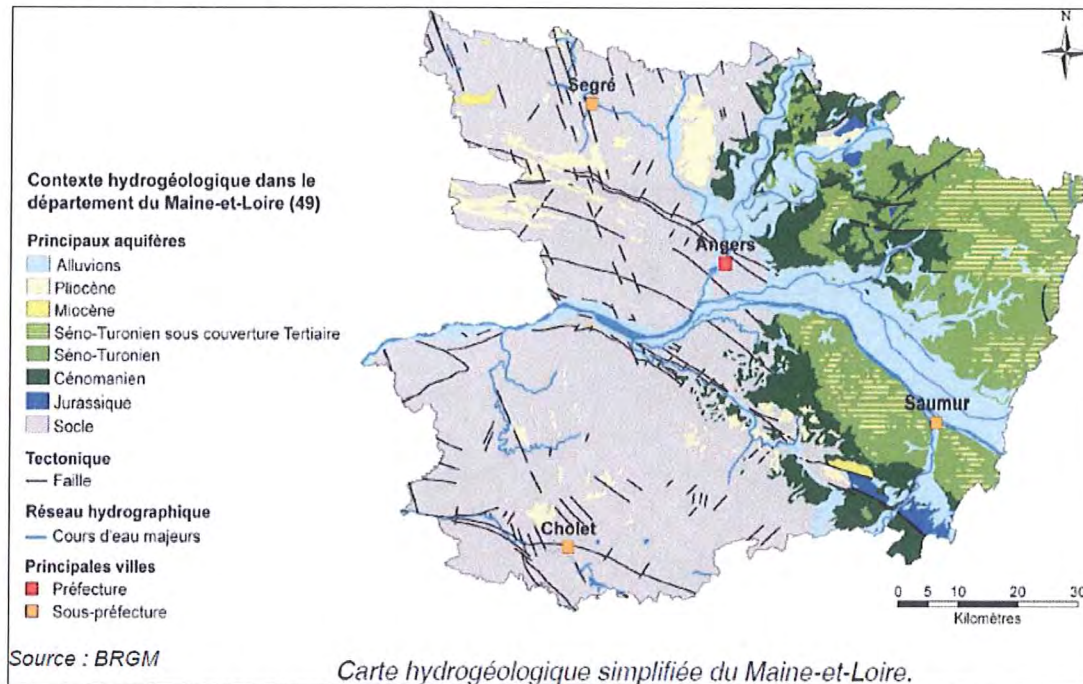 N
Segré
Angers
Saumur
Cholet
Contexte hydrogéologique dans le
département du Maine-et-Loire (49)
Principaux aquifères
Alluvions
Pliocène
Miocène
Séno-Turonien sous couverture Tertiaire
Séno-Turonien
Cénomanien
Jurassique
Socle
Tectonique
Faille
Réseau hydrographique
Cours d'eau majeurs
Principales villes
Préfecture
Sous-préfecture
0 10 20 30
Kilomètres
Source : BRGM
Carte hydrogéologique simplifiée du Maine-et-Loire.